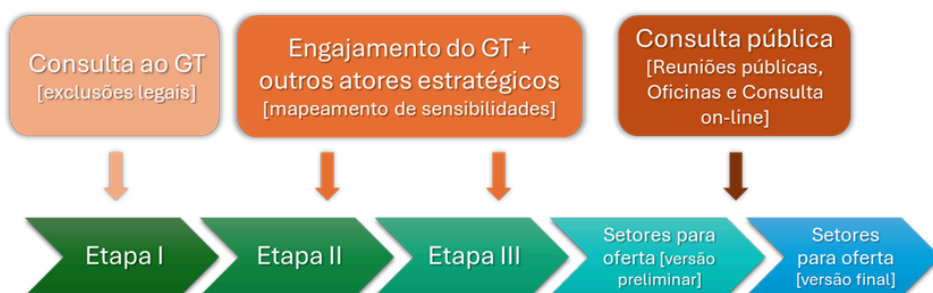 Consulta ao GT
[exclusões legais]
Engajamento do GT +
outros atores estratégicos
[mapeamento de sensibilidades]
Consulta pública
[Reuniões públicas,
Oficinas e Consulta
on-line]
Etapa I
Etapa II
Etapa III
Setores para
oferta [versão
preliminar]
Setores
para oferta
[versão final]